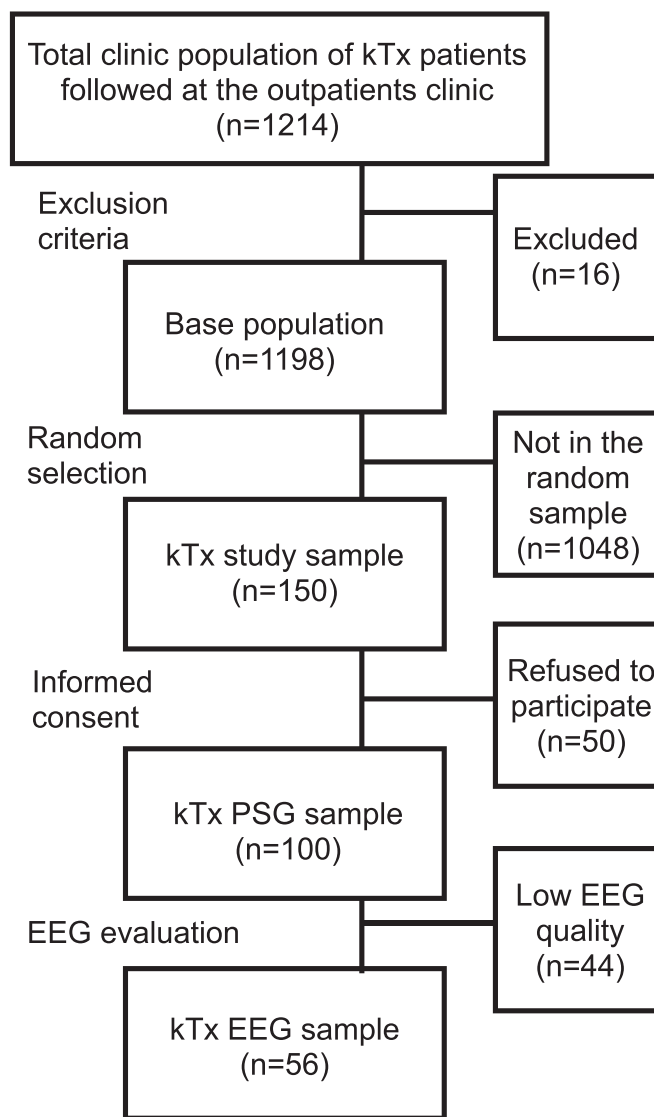 Total clinic population of kTx patients
followed at the outpatients clinic
(n=1214)
Exclusion
criteria
Excluded
(n=16)
Base population
(n=1198)
Random
selection
Not in the
random
sample
(n=1048)
kTx study sample
(n=150)
Informed
consent
Refused to
participate
(n=50)
kTx PSG sample
(n=100)
EEG evaluation
Low EEG
quality
(n=44)
kTx EEG sample
(n=56)